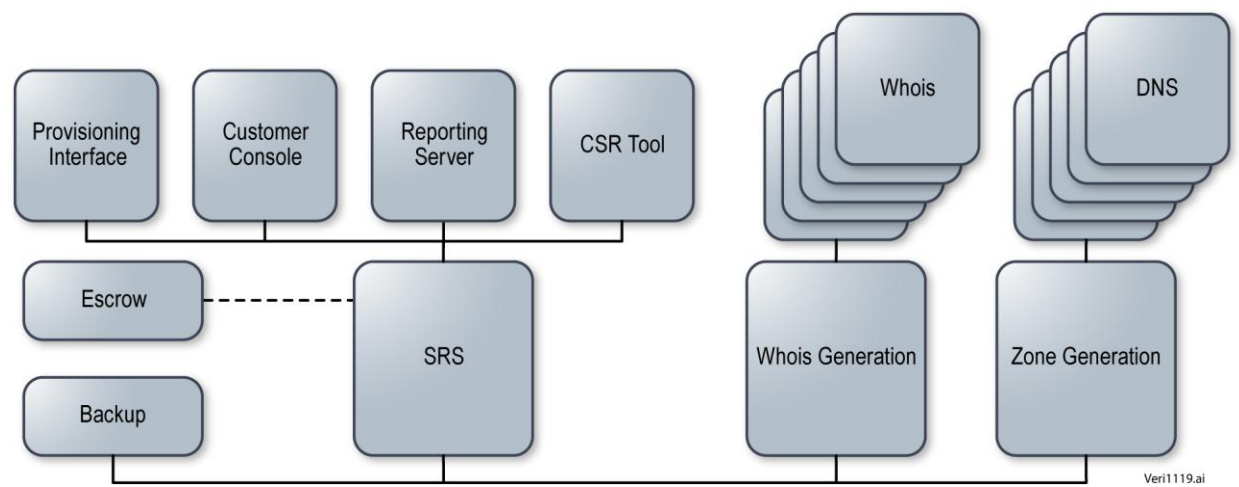 Whois
DNS
Provisioning
Interface
Customer
Console
Reporting
Server
CSR Tool
Escrow
SRS
Whois Generation
Zone Generation
Backup
Veri1119.ai